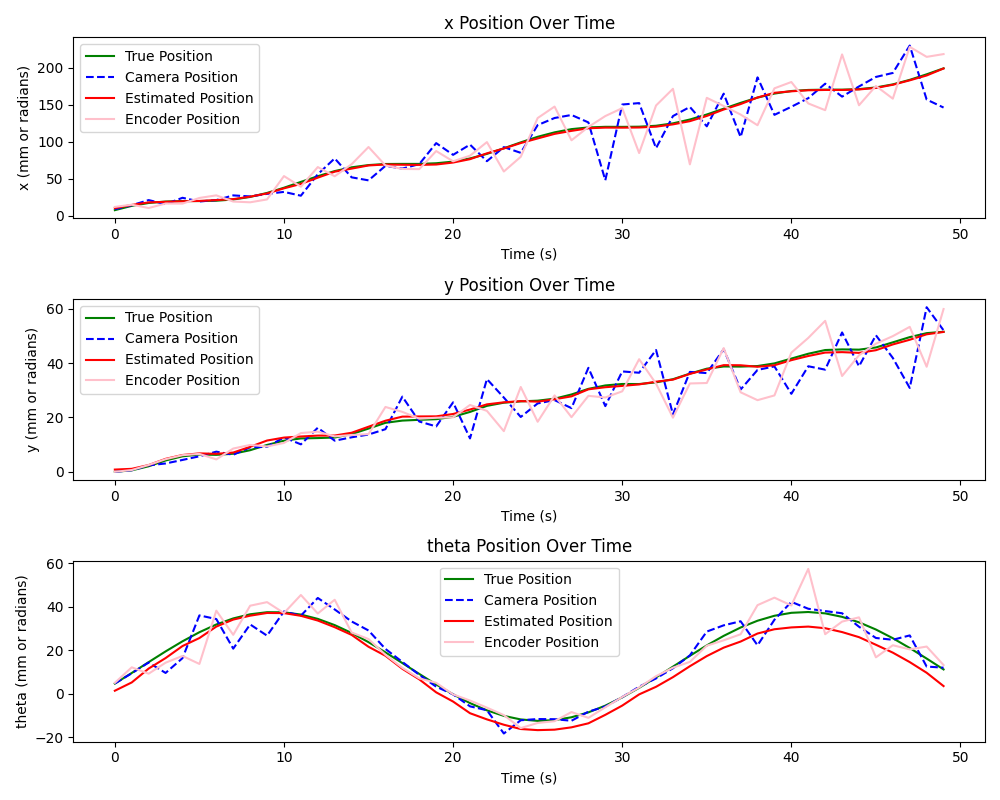 x Position Over Time
x (mm or radians)
200
150
100
50
0
True Position
Camera Position
Estimated Position
Encoder Position
0 10 20 30 40 50
Time (s)
y Position Over Time
y (mm or radians)
60
40
20
0
True Position
Camera Position
Estimated Position
Encoder Position
0 10 20 30 40 50
Time (s)
theta Position Over Time
theta (mm or radians)
60
40
20
0
−20
True Position
Camera Position
Estimated Position
Encoder Position
0 10 20 30 40 50
Time (s)